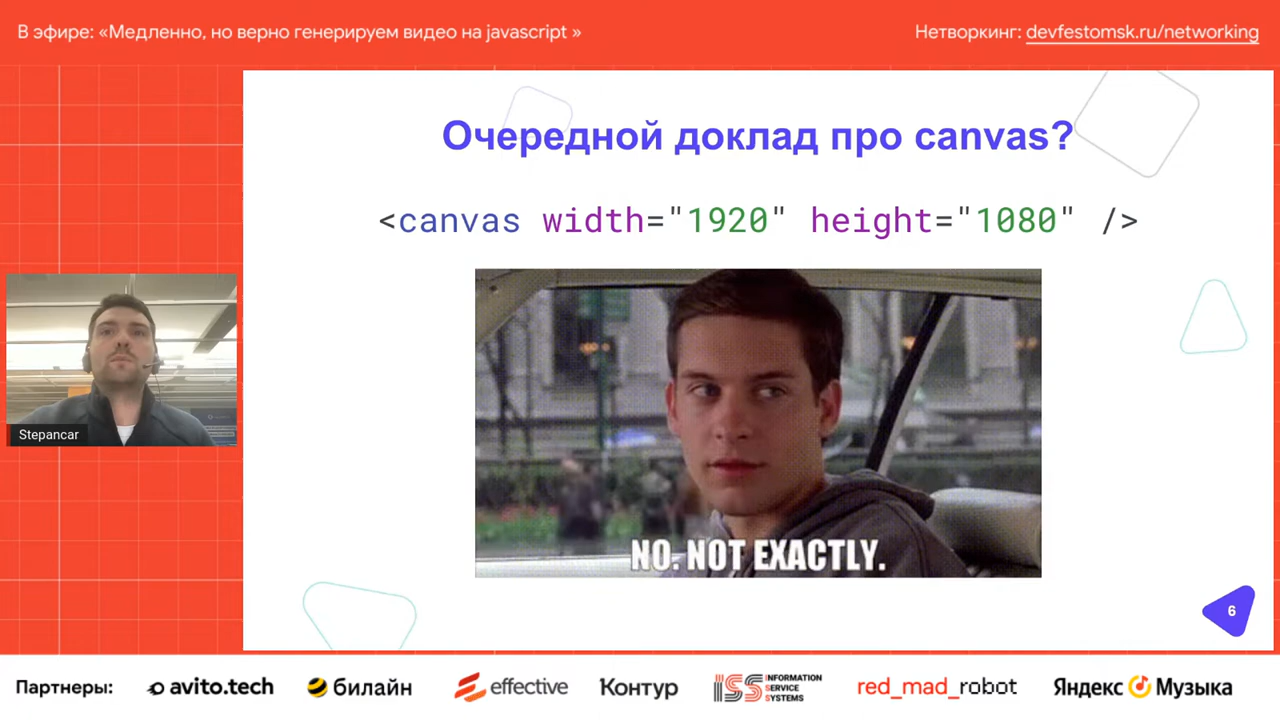 В эфире: «Медленно, но верно генерируем видео на javascript »
Нетворкинг: devfestomsk.ru/networking
Очередной доклад про canvas?
<canvas width="1920" height="1080" />
NO. NOT EXACTLY.
Stepancar
6
Партнеры:
avito.tech
билайн
effective
Контур
ISS INFORMATION SERVICE SYSTEMS
red_mad_robot
Яндекс Музыка